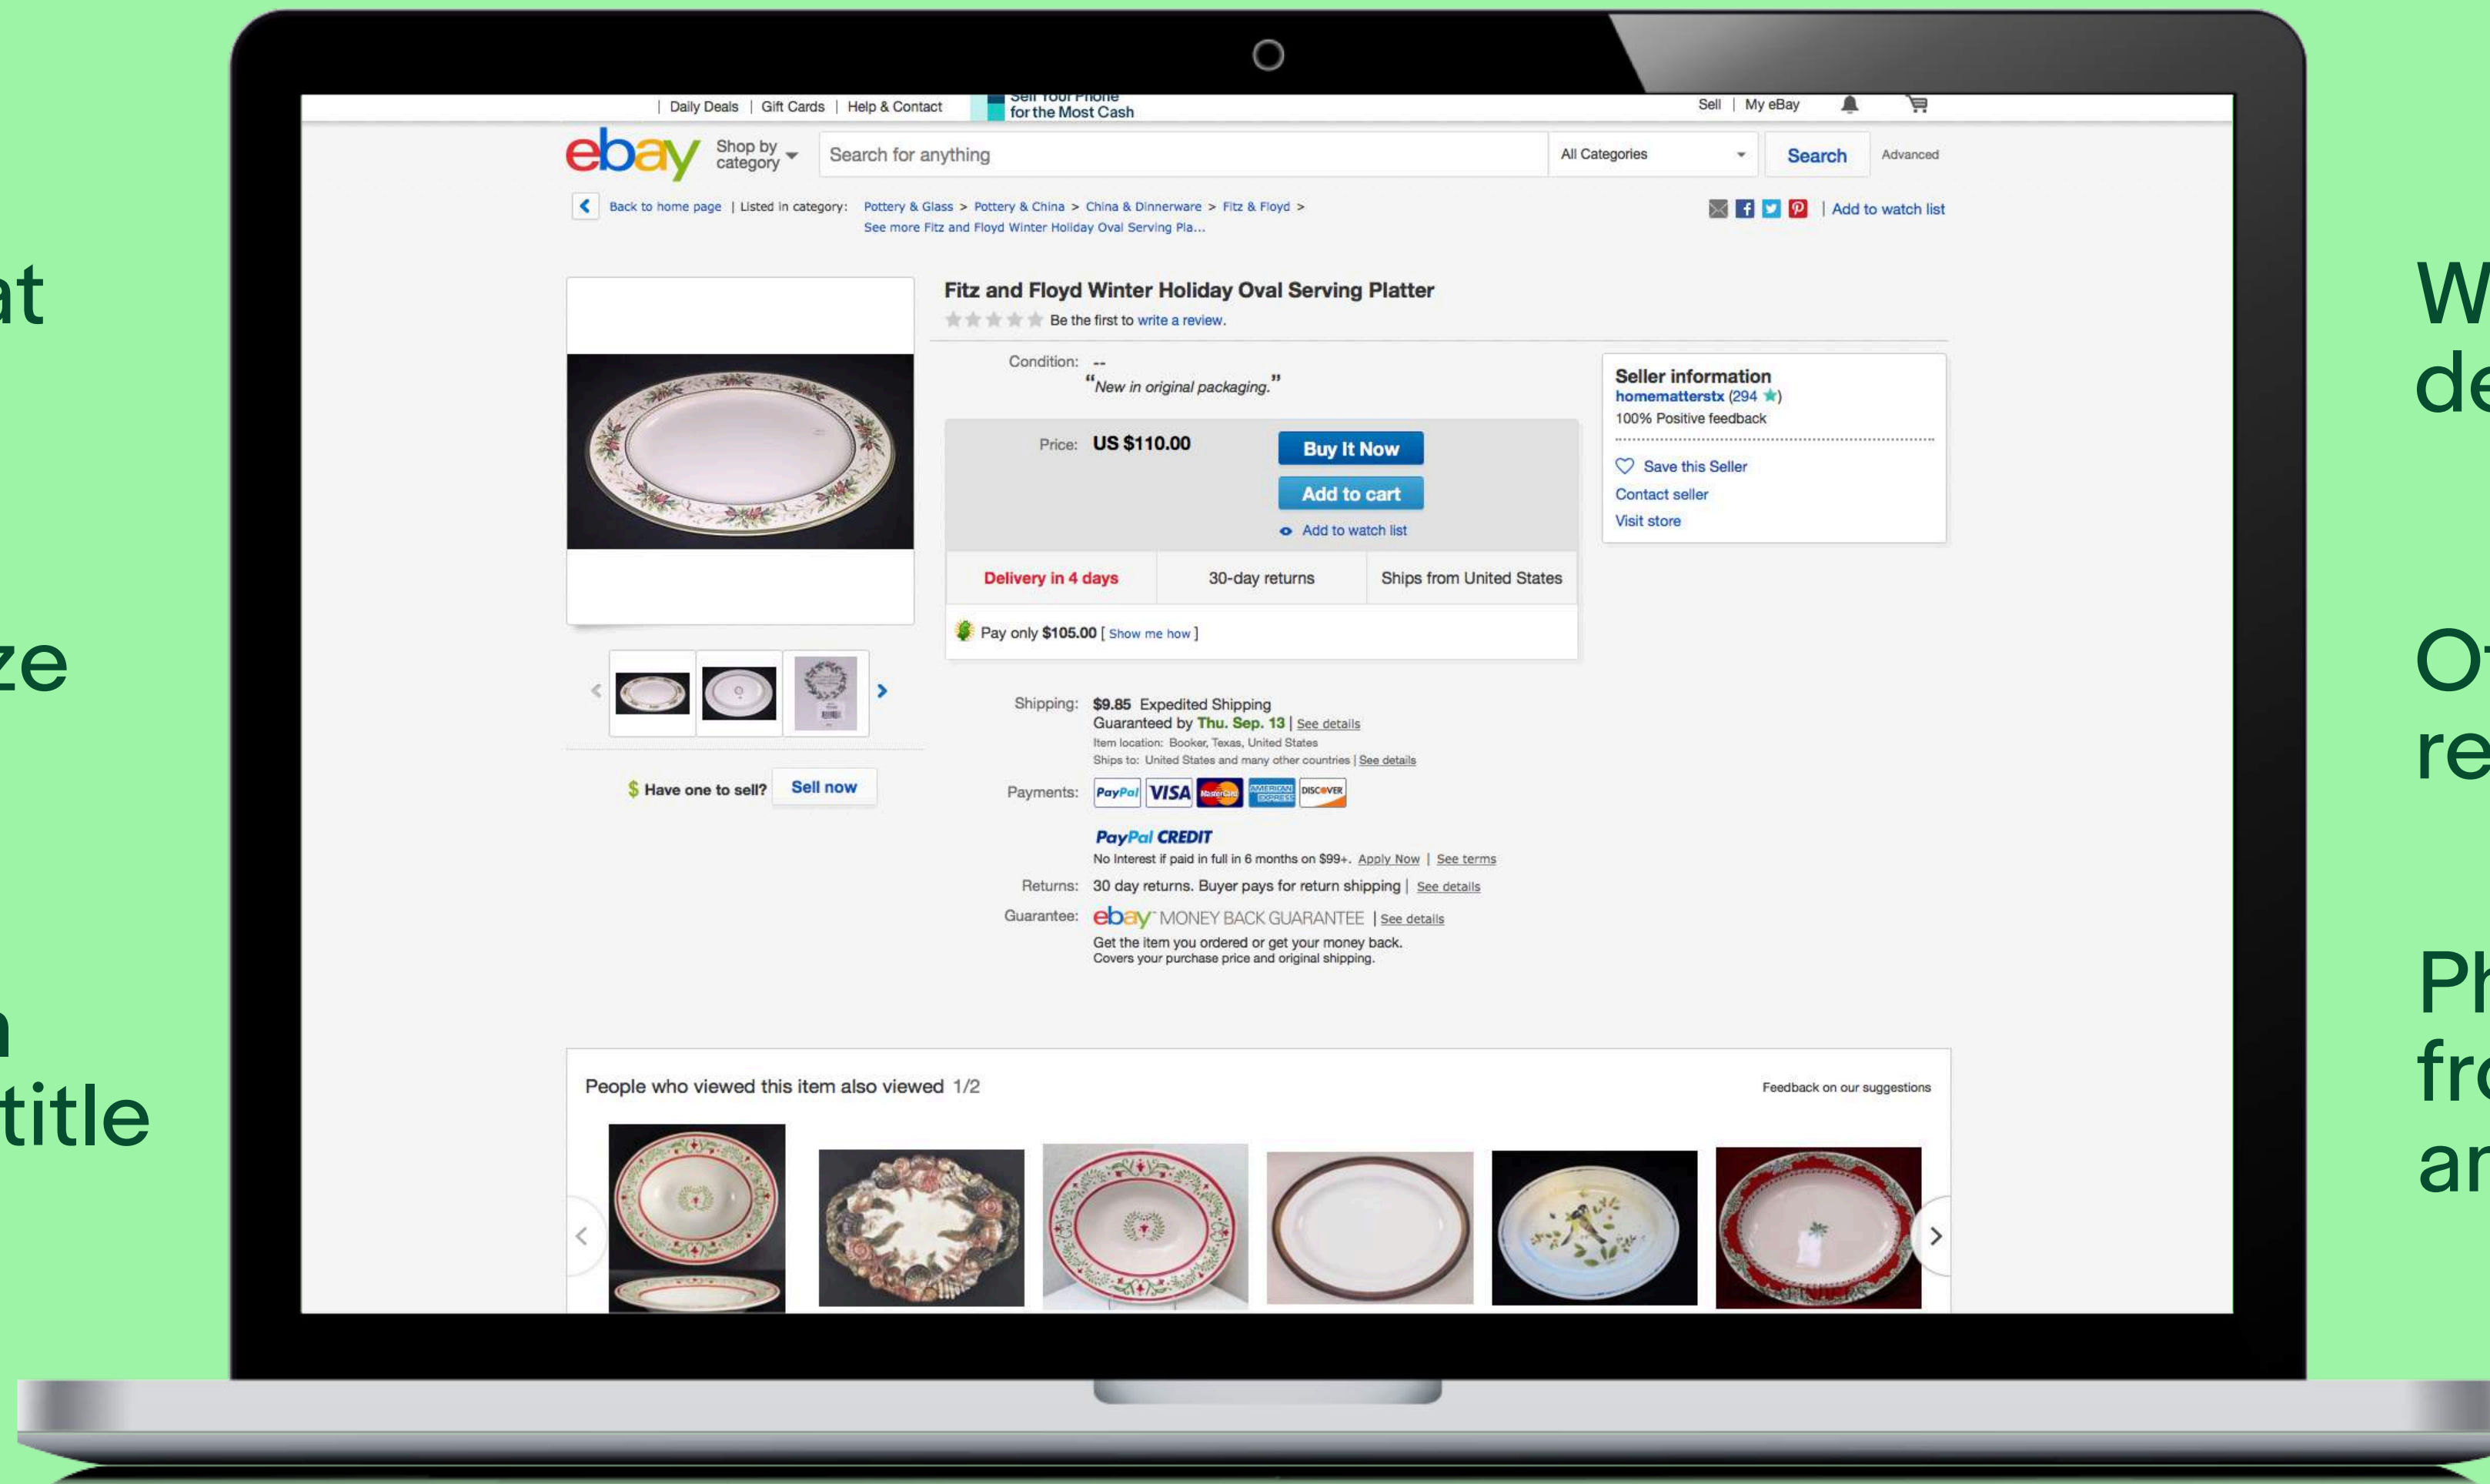 | Daily Deals | Gift Cards | Help & Contact
Sell Your Phone
for the Most Cash
Sell | My eBay
ebay
Shop by
category
Search for anything
All Categories
Search
Advanced
Back to home page | Listed in category: Pottery & Glass > Pottery & China > China & Dinnerware > Fitz & Floyd >
See more Fitz and Floyd Winter Holiday Oval Serving Pla...
| Add to watch list
Fitz and Floyd Winter Holiday Oval Serving Platter
Be the first to write a review.
Condition: --
“New in original packaging.”
Price: US $110.00
Buy It Now
Add to cart
Add to watch list
Delivery in 4 days
30-day returns
Ships from United States
Pay only $105.00 [ Show me how ]
Seller information
homematterstx (294 ★)
100% Positive feedback
Save this Seller
Contact seller
Visit store
$ Have one to sell? Sell now
Shipping: $9.85 Expedited Shipping
Guaranteed by Thu. Sep. 13 | See details
Item location: Booker, Texas, United States
Ships to: United States and many other countries | See details
Payments: PayPal VISA MasterCard AMERICAN EXPRESS DISCOVER
PayPal CREDIT
No Interest if paid in full in 6 months on $99+. Apply Now | See terms
Returns: 30 day returns. Buyer pays for return shipping | See details
Guarantee: ebay MONEY BACK GUARANTEE | See details
Get the item you ordered or get your money back.
Covers your purchase price and original shipping.
People who viewed this item also viewed 1/2
Feedback on our suggestions
at
ze
title
W
de
Of
re
Ph
fro
an